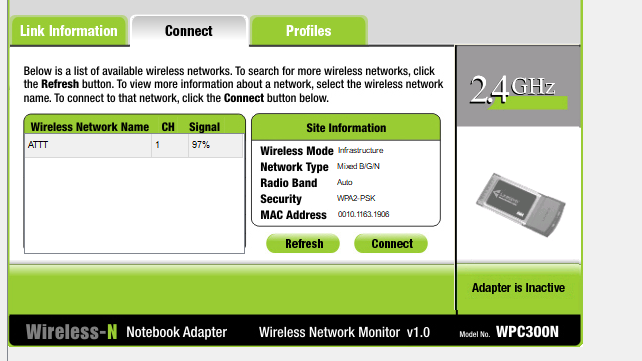 Link Information
Connect
Profiles
Below is a list of available wireless networks. To search for more wireless networks, click
the Refresh button. To view more information about a network, select the wireless network
name. To connect to that network, click the Connect button below.
2.4GHz
Wireless Network Name CH Signal
ATTT 1 97%
Site Information
Wireless Mode Infrastructure
Network Type Mixed B/G/N
Radio Band Auto
Security WPA2-PSK
MAC Address 0010.1163.1906
Refresh
Connect
Adapter is Inactive
Wireless-N Notebook Adapter Wireless Network Monitor v1.0 Model No. WPC300N